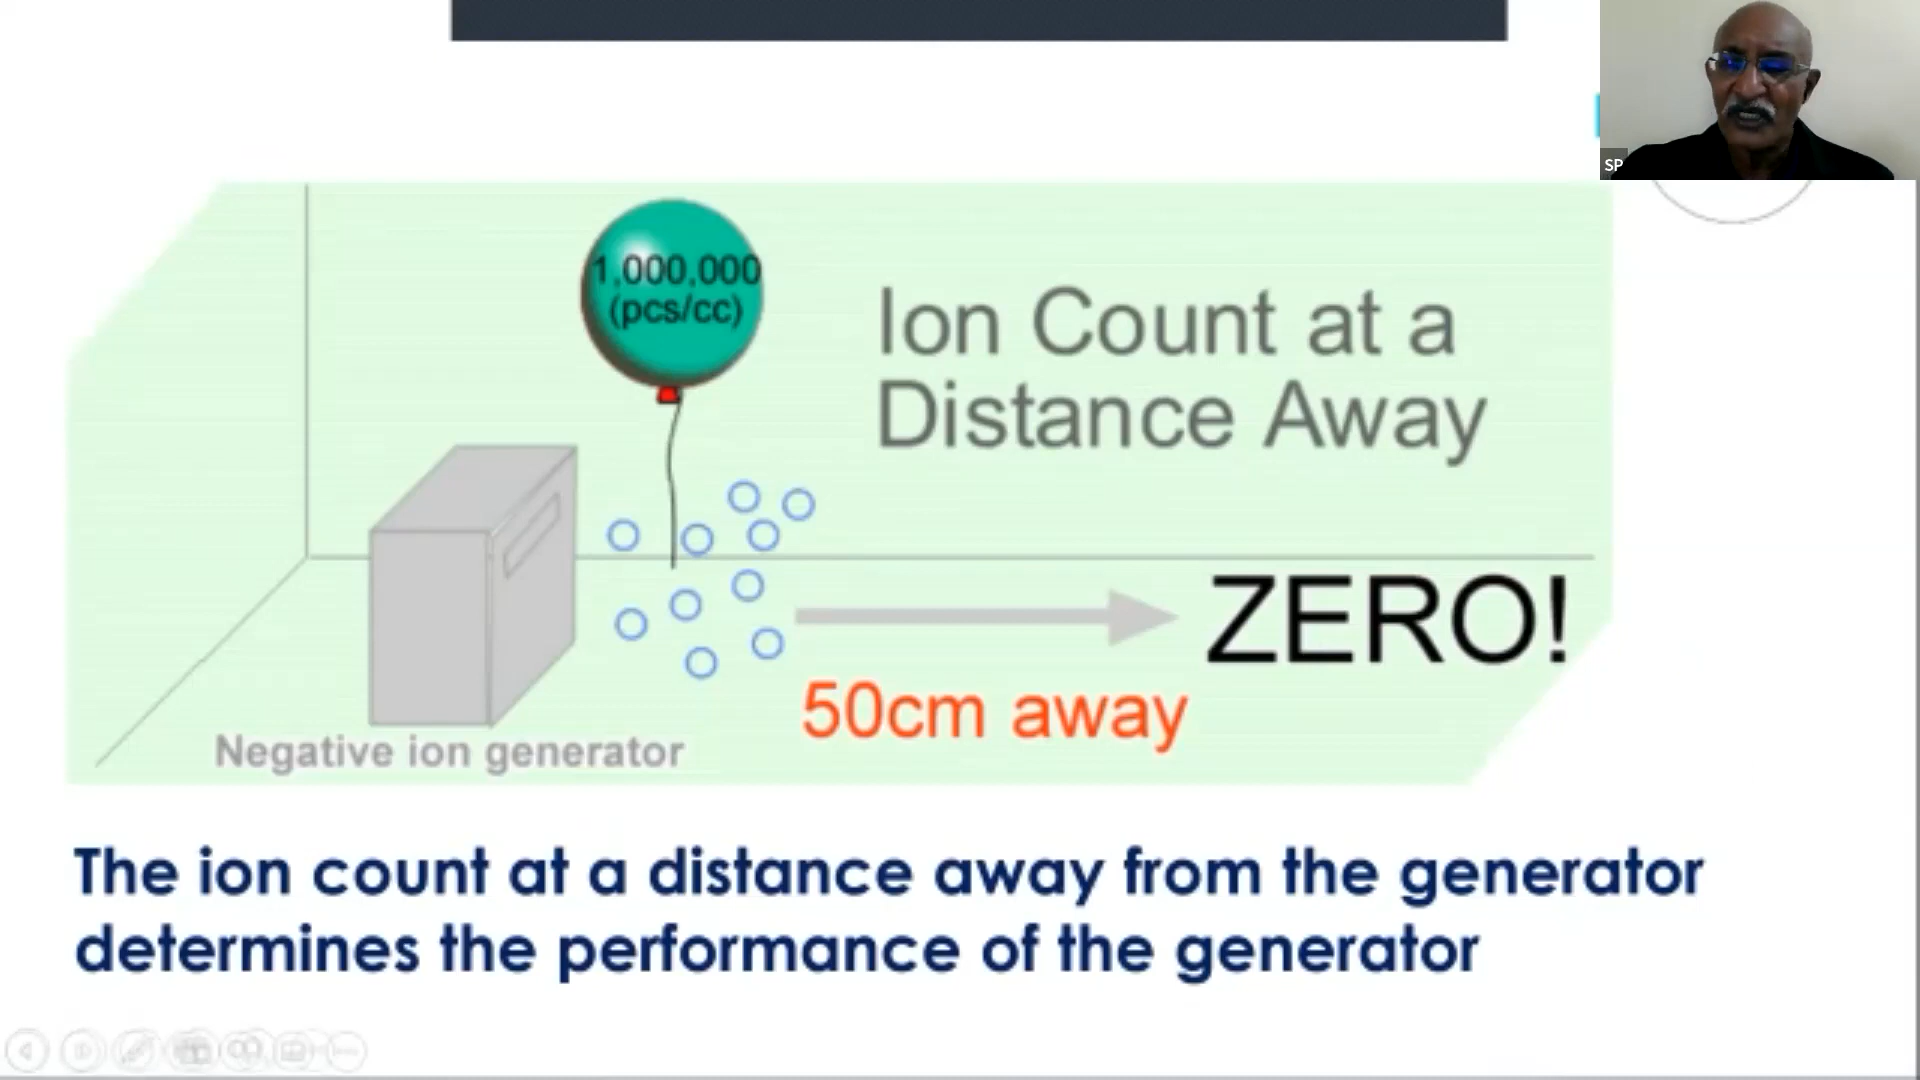 SP
1,000,000
(pcs/cc)
Ion Count at a
Distance Away
ZERO!
50cm away
Negative ion generator
The ion count at a distance away from the generator
determines the performance of the generator